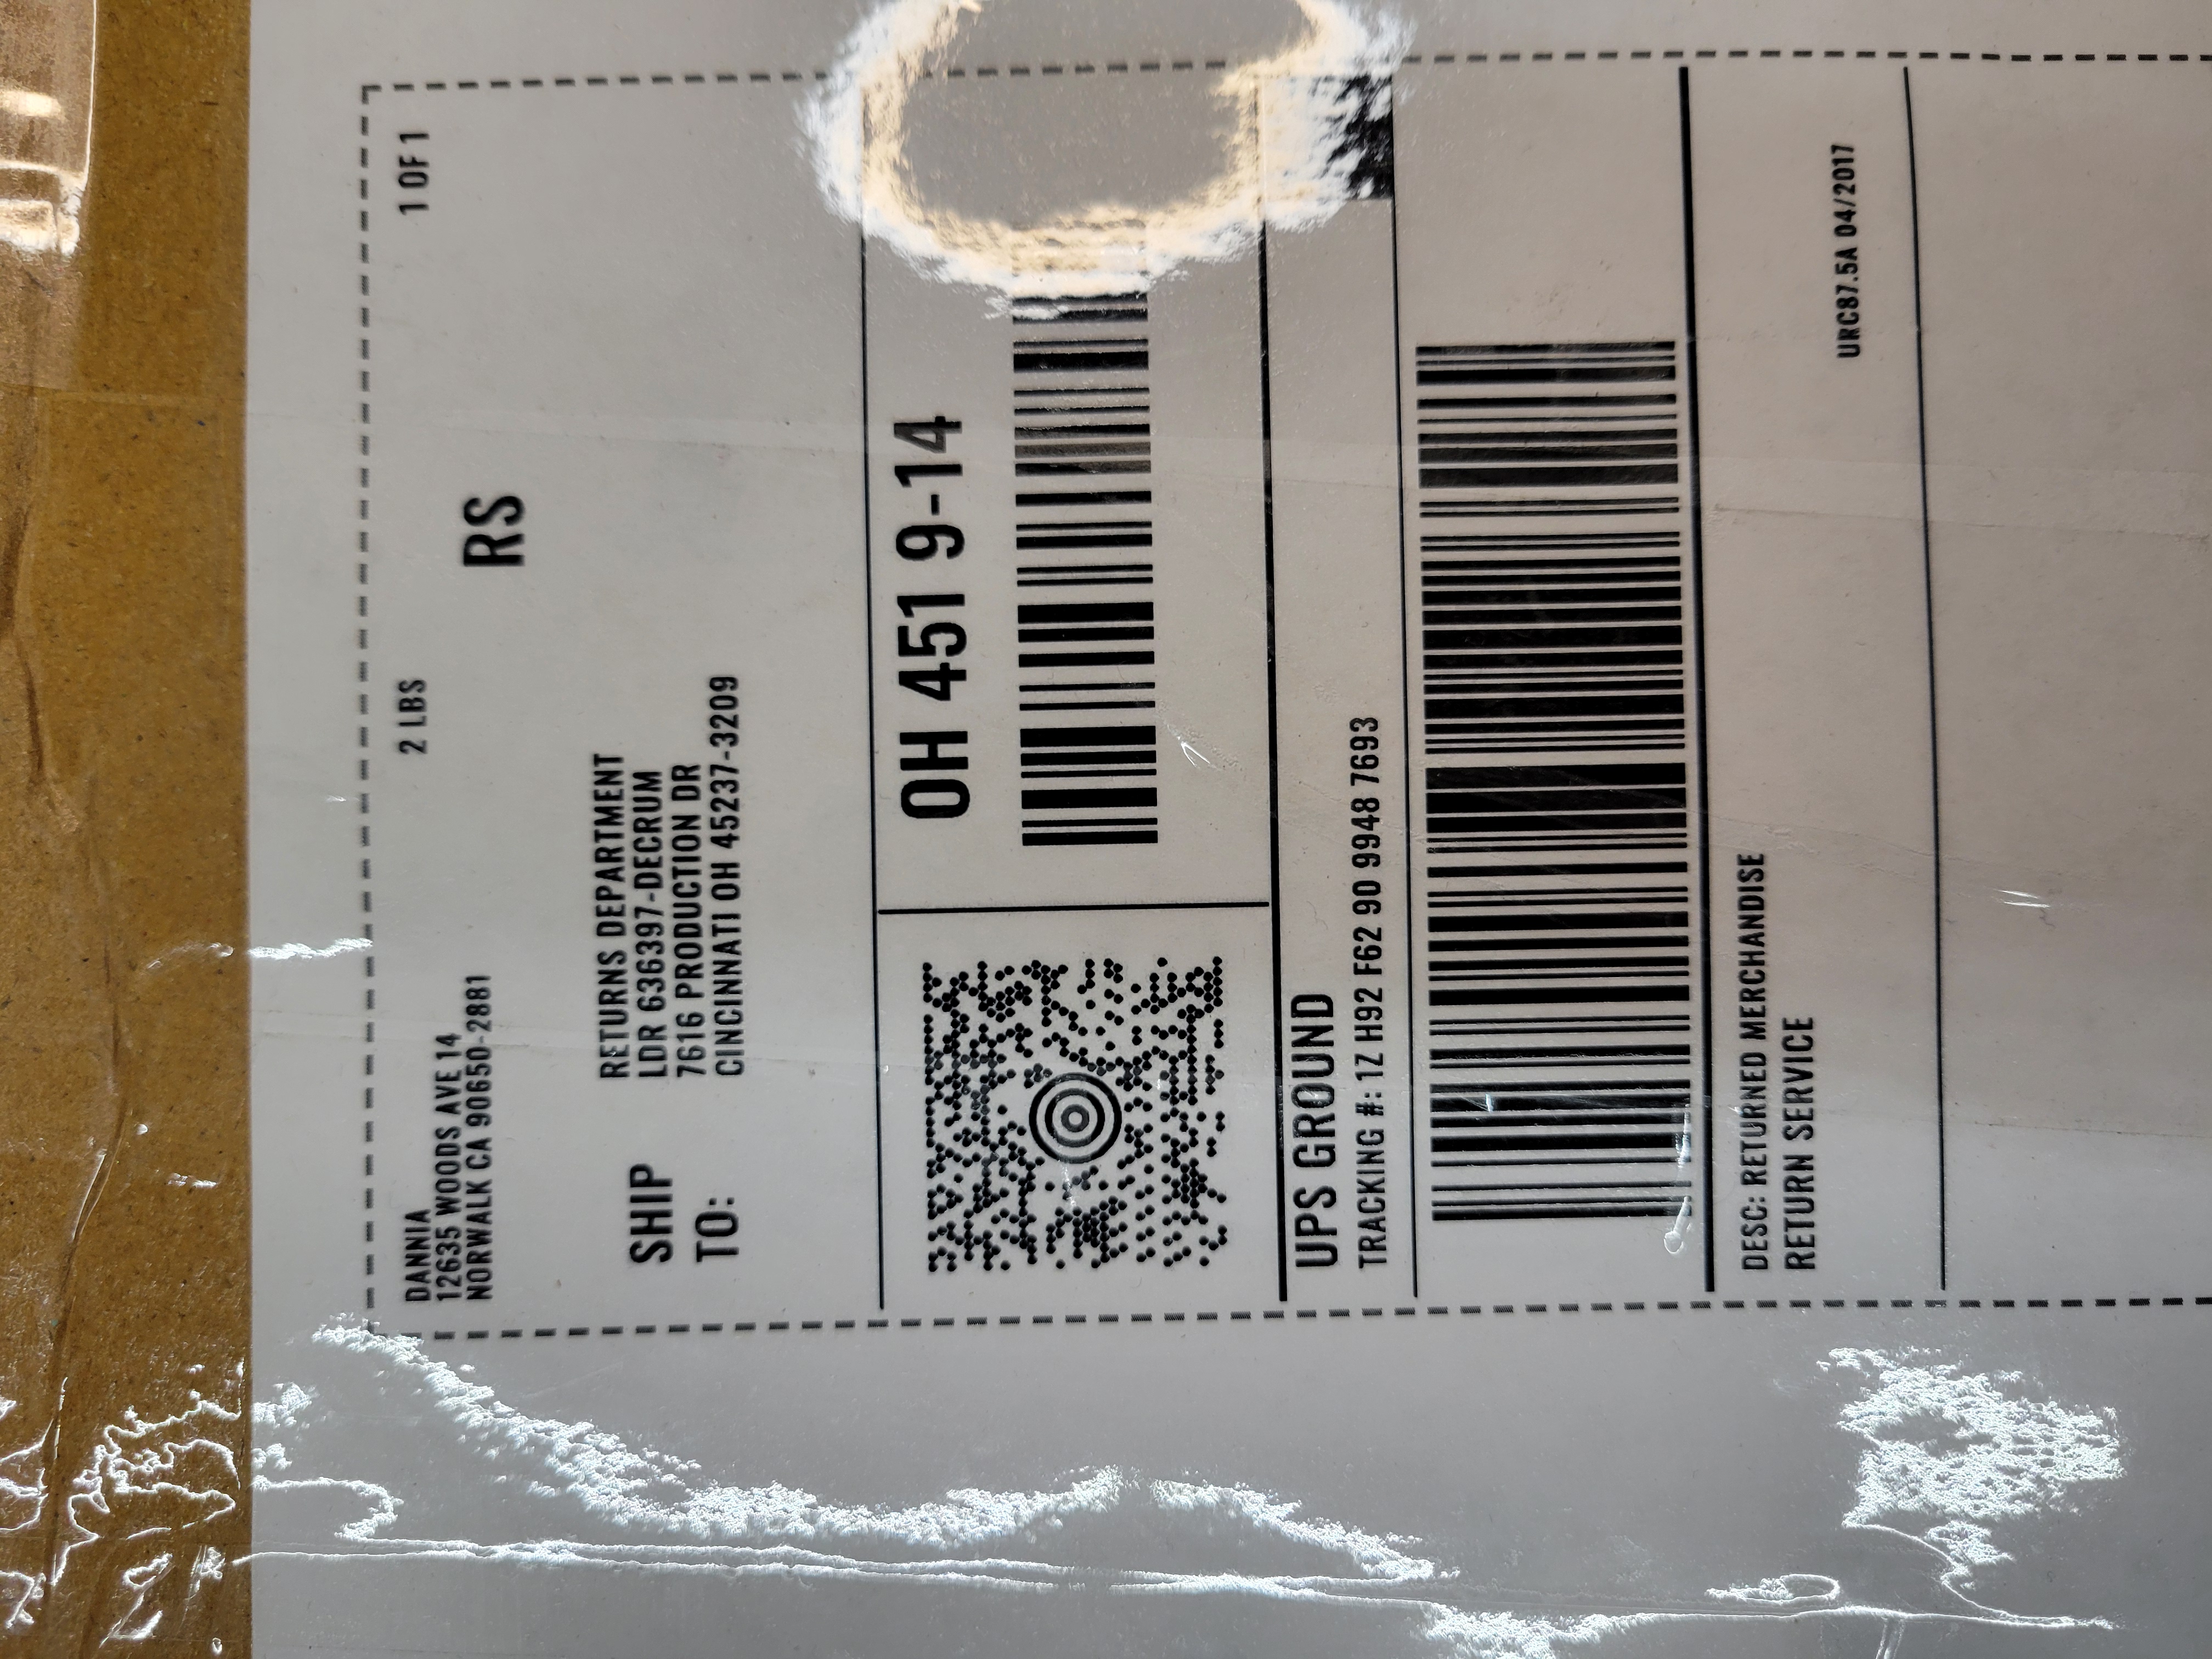 DANNIA
12635 WOODS AVE 14
NORWALK CA 90650-2881
2 LBS
1 OF 1
RS
SHIP TO:
RETURNS DEPARTMENT
LDR 636397-DECRUM
7616 PRODUCTION DR
CINCINNATI OH 45237-3209
OH 451 9-14
UPS GROUND
TRACKING #: 1Z H92 F62 90 9948 7693
DESC: RETURNED MERCHANDISE
RETURN SERVICE
URC87.5A 04/2017